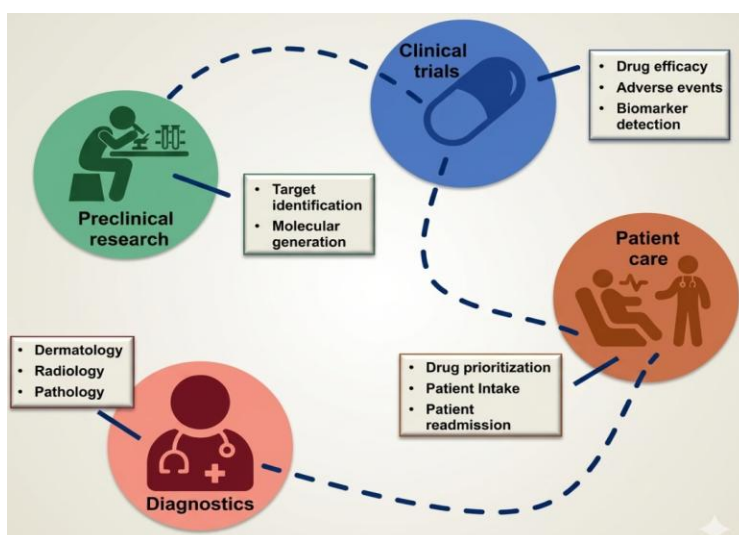 Clinical
trials
• Drug efficacy
• Adverse events
• Biomarker
detection
Preclinical
research
• Target
identification
• Molecular
generation
Patient
care
• Drug prioritization
• Patient Intake
• Patient
readmission
• Dermatology
• Radiology
• Pathology
Diagnostics